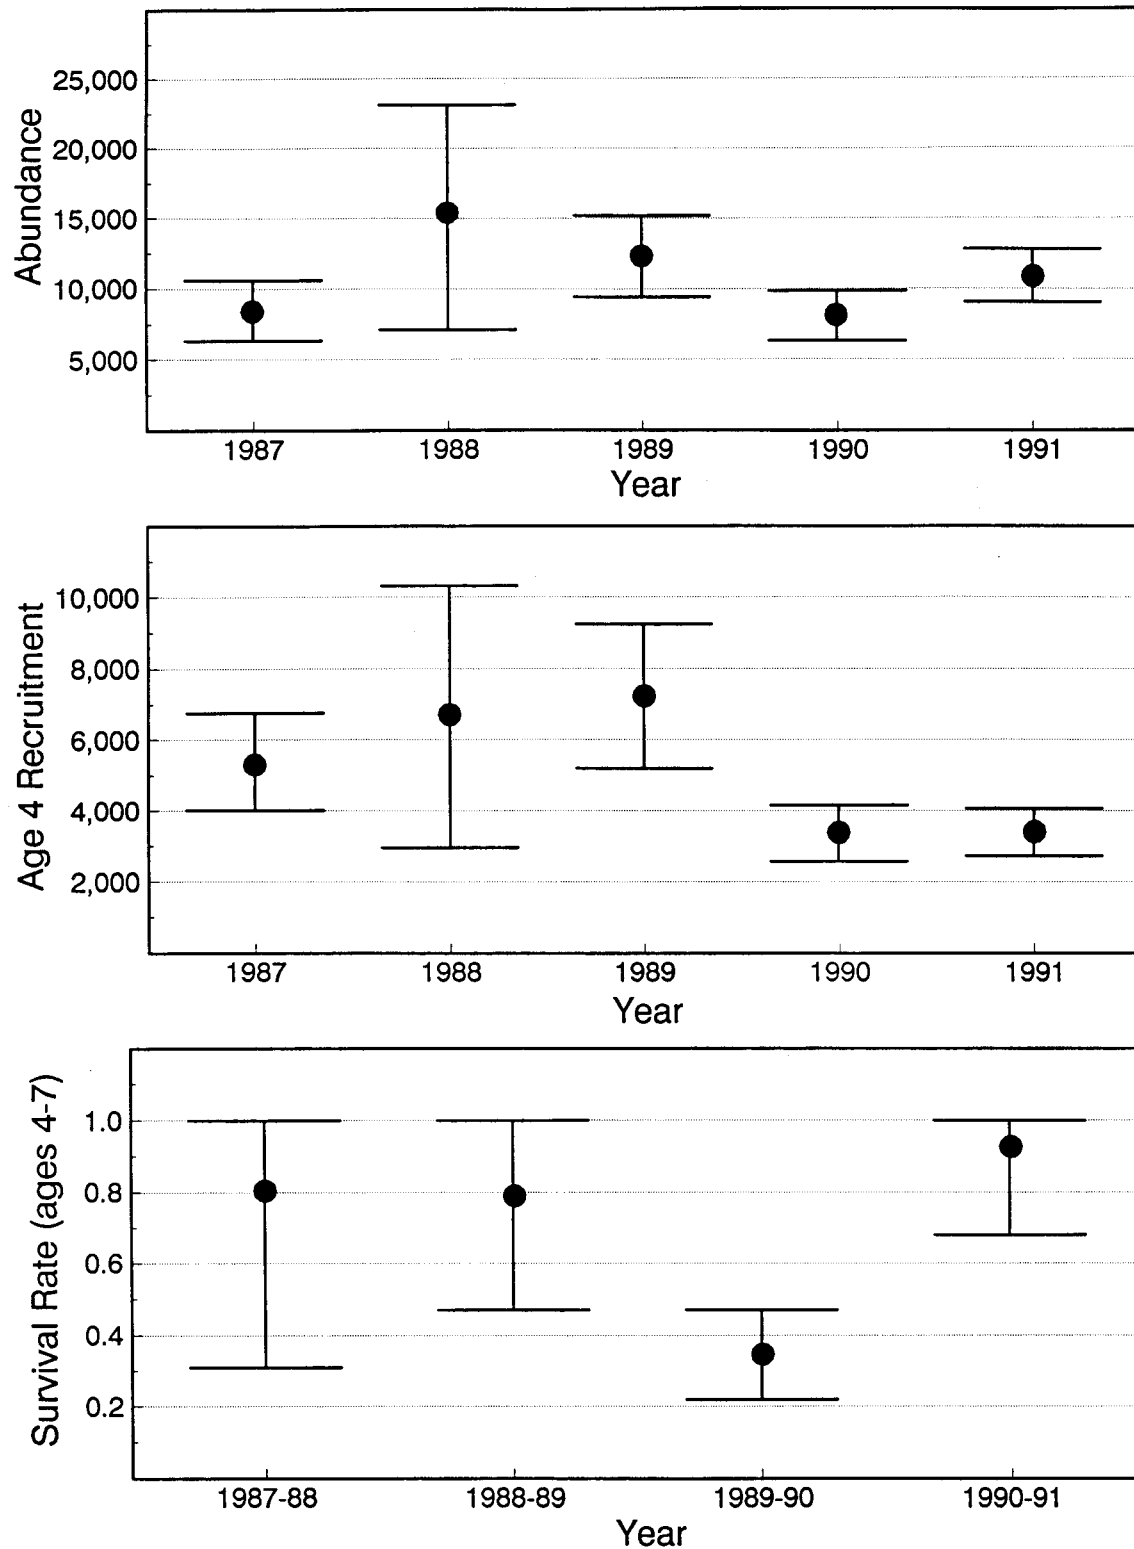 Abundance
25,000
20,000
15,000
10,000
5,000
1987 1988 1989 1990 1991
Year
Age 4 Recruitment
10,000
8,000
6,000
4,000
2,000
1987 1988 1989 1990 1991
Year
Survival Rate (ages 4-7)
1.0
0.8
0.6
0.4
0.2
1987-88 1988-89 1989-90 1990-91
Year